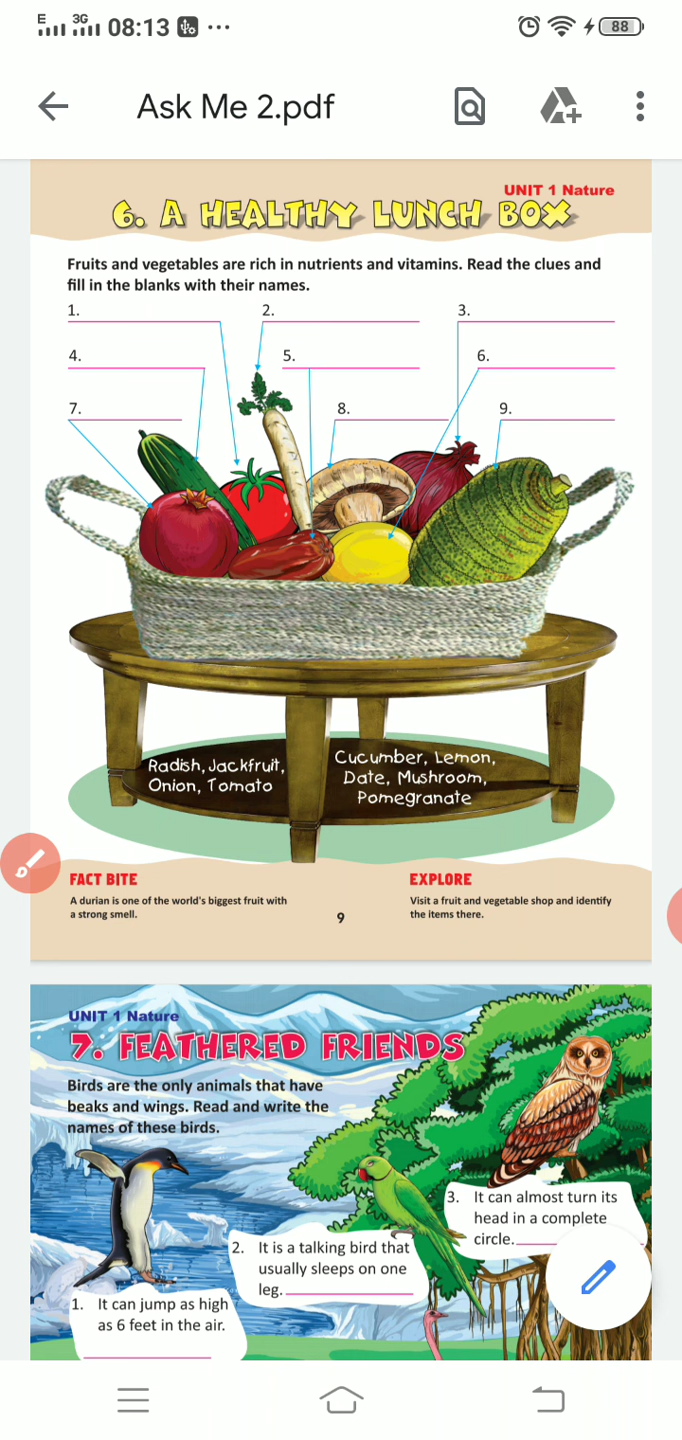 E
3G
08:13
88
Ask Me 2.pdf
UNIT 1 Nature
6. A HEALTHY LUNCH BOX
Fruits and vegetables are rich in nutrients and vitamins. Read the clues and
fill in the blanks with their names.
1.
2.
3.
4.
5.
6.
7.
8.
9.
Radish, Jackfruit,
Onion, Tomato
Cucumber, Lemon,
Date, Mushroom,
Pomegranate
FACT BITE
A durian is one of the world's biggest fruit with
a strong smell.
9
EXPLORE
Visit a fruit and vegetable shop and identify
the items there.
UNIT 1 Nature
7. FEATHERED FRIENDS
Birds are the only animals that have
beaks and wings. Read and write the
names of these birds.
3. It can almost turn its
head in a complete
circle.
2. It is a talking bird that
usually sleeps on one
leg.
1. It can jump as high
as 6 feet in the air.